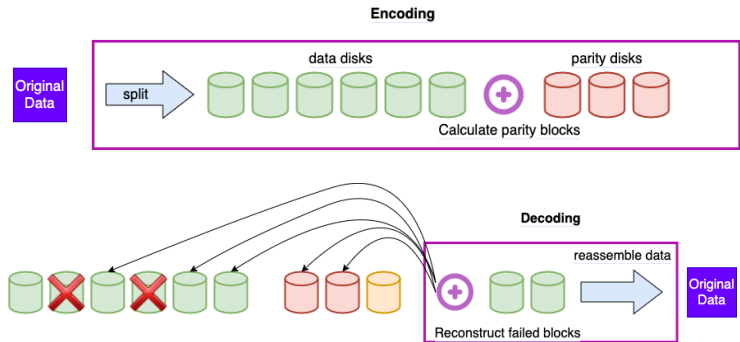 Encoding
data disks
parity disks
Original
Data
split
Calculate parity blocks
Decoding
reassemble data
Original
Data
Reconstruct failed blocks